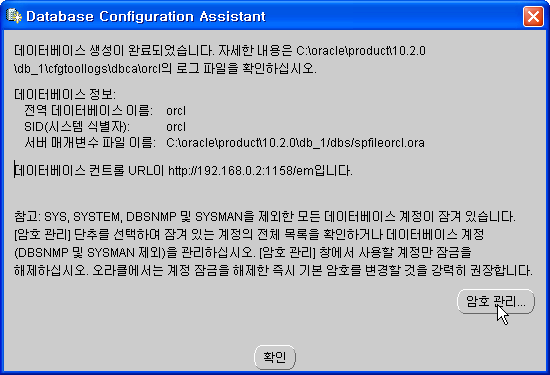 Database Configuration Assistant
데이터베이스 생성이 완료되었습니다. 자세한 내용은 C:\oracle\product\10.2.0
\db_1\cfgtoollogs\dbca\orcl의 로그 파일을 확인하십시오.
데이터베이스 정보:
전역 데이터베이스 이름: orcl
SID(시스템 식별자): orcl
서버 매개변수 파일 이름: C:\oracle\product\10.2.0\db_1/dbs/spfileorcl.ora
데이터베이스 컨트롤 URL이 http://192.168.0.2:1158/em입니다.
참고: SYS, SYSTEM, DBSNMP 및 SYSMAN을 제외한 모든 데이터베이스 계정이 잠겨 있습니다.
[암호 관리] 단추를 선택하여 잠겨 있는 계정의 전체 목록을 확인하거나 데이터베이스 계정
(DBSNMP 및 SYSMAN 제외)을 관리하십시오. [암호 관리] 창에서 사용할 계정만 잠금을
해제하십시오. 오라클에서는 계정 잠금을 해제한 즉시 기본 암호를 변경할 것을 강력히 권장합니다.
암호 관리...
확인